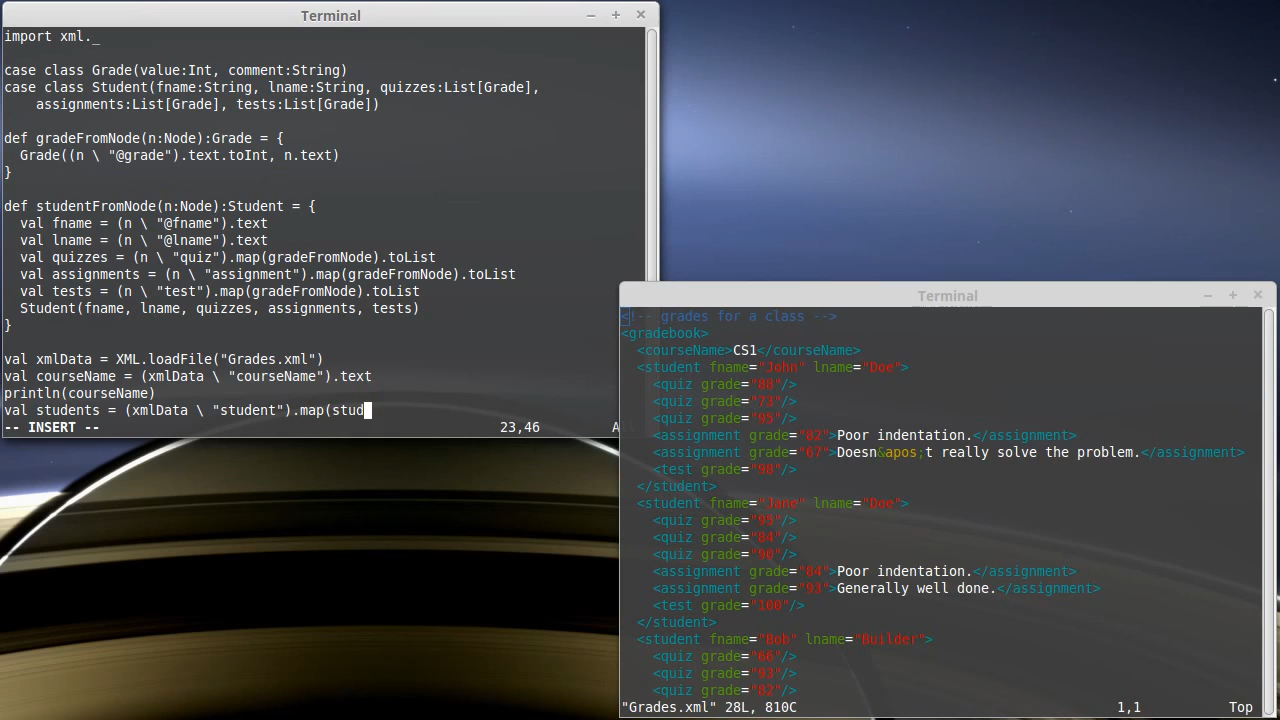 Terminal
import xml._
case class Grade(value:Int, comment:String)
case class Student(fname:String, lname:String, quizzes:List[Grade],
    assignments:List[Grade], tests:List[Grade])
def gradeFromNode(n:Node):Grade = {
  Grade((n \ "@grade").text.toInt, n.text)
}
def studentFromNode(n:Node):Student = {
  val fname = (n \ "@fname").text
  val lname = (n \ "@lname").text
  val quizzes = (n \ "quiz").map(gradeFromNode).toList
  val assignments = (n \ "assignment").map(gradeFromNode).toList
  val tests = (n \ "test").map(gradeFromNode).toList
  Student(fname, lname, quizzes, assignments, tests)
}
val xmlData = XML.loadFile("Grades.xml")
val courseName = (xmlData \ "courseName").text
println(courseName)
val students = (xmlData \ "student").map(stud
-- INSERT -- 23,46
Terminal
<!-- grades for a class -->
<gradebook>
  <courseName>CS1</courseName>
  <student fname="John" lname="Doe">
    <quiz grade="88"/>
    <quiz grade="73"/>
    <quiz grade="95"/>
    <assignment grade="82">Poor indentation.</assignment>
    <assignment grade="67">Doesn&apos;t really solve the problem.</assignment>
    <test grade="98"/>
  </student>
  <student fname="Jane" lname="Doe">
    <quiz grade="95"/>
    <quiz grade="84"/>
    <quiz grade="90"/>
    <assignment grade="84">Poor indentation.</assignment>
    <assignment grade="93">Generally well done.</assignment>
    <test grade="100"/>
  </student>
  <student fname="Bob" lname="Builder">
    <quiz grade="66"/>
    <quiz grade="93"/>
    <quiz grade="82"/>
"Grades.xml" 28L, 810C 1,1 Top